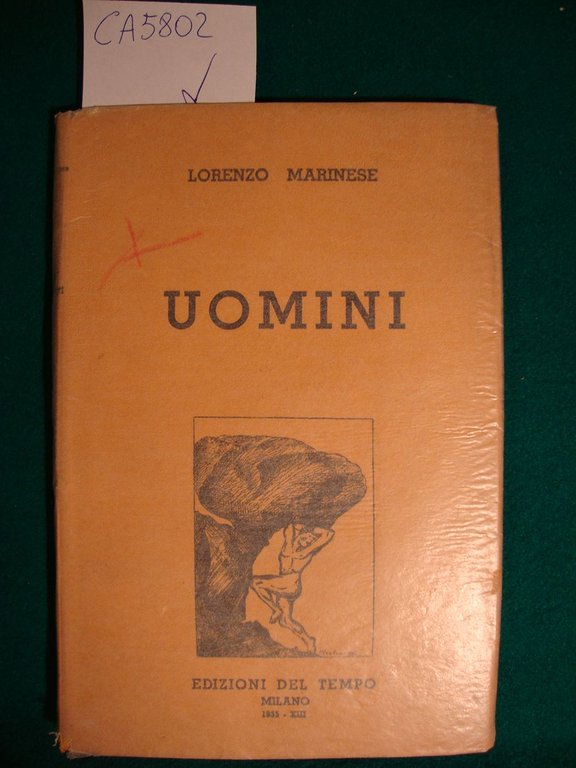 CA5802
LORENZO MARINESE
UOMINI
EDIZIONI DEL TEMPO
MILANO
1935 - XIII